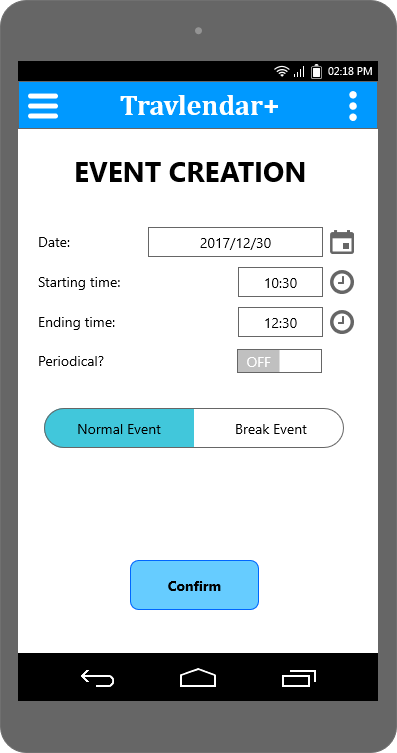 02:18 PM
Travlendar+
EVENT CREATION
Date: 2017/12/30
Starting time: 10:30
Ending time: 12:30
Periodical? OFF
Normal Event Break Event
Confirm